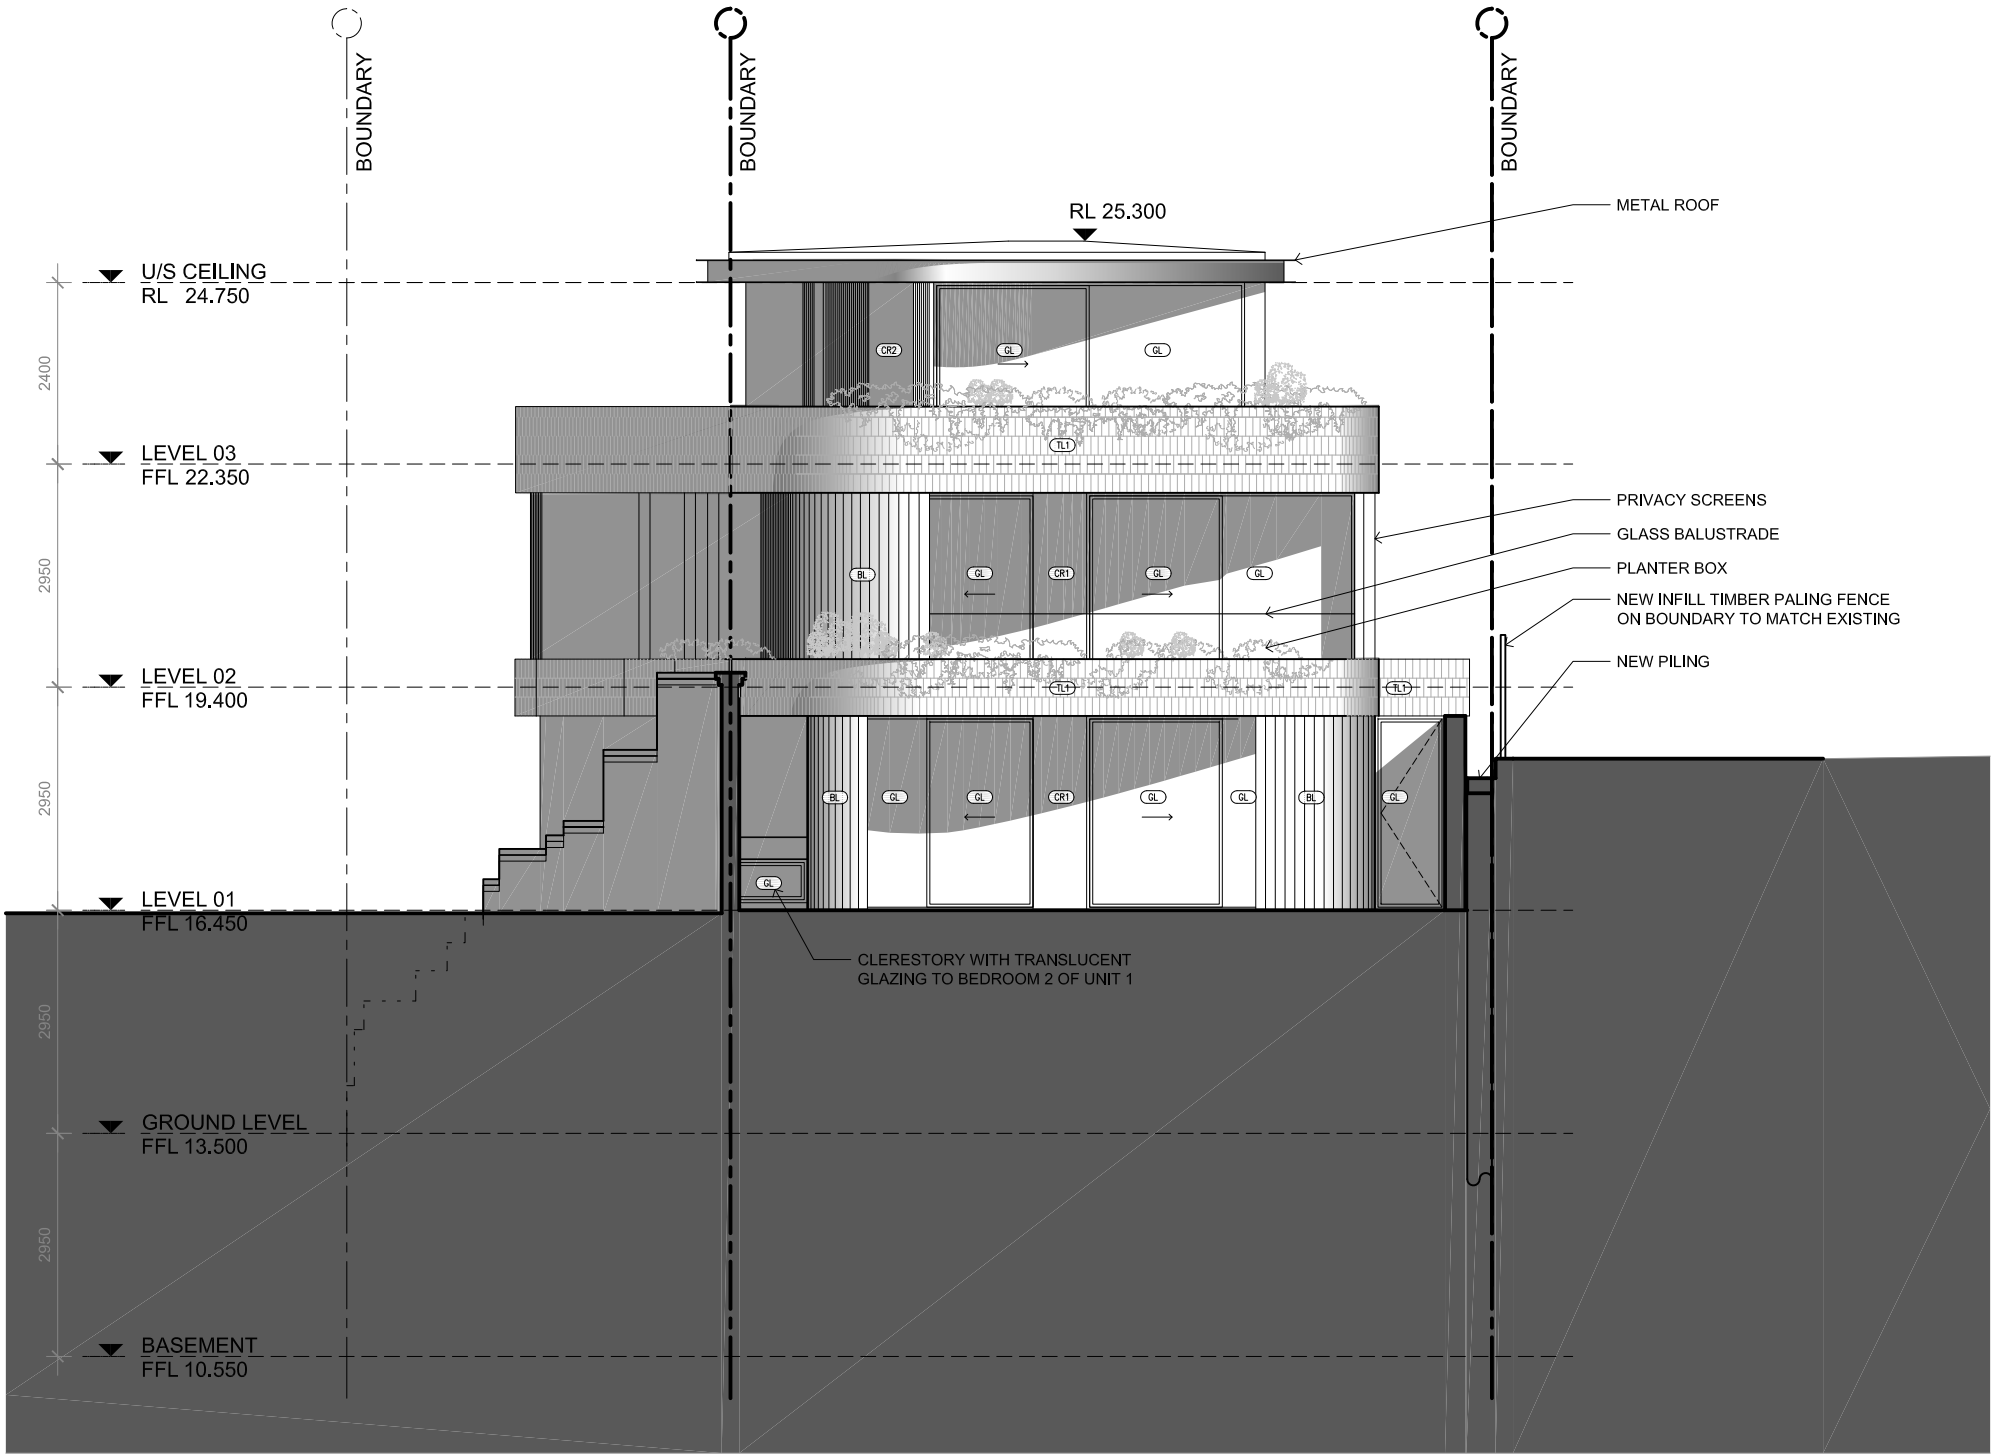 BOUNDARY
BOUNDARY
BOUNDARY
RL 25.300
METAL ROOF
U/S CEILING
RL 24.750
2400
CR2
GL
GL
TL1
LEVEL 03
FFL 22.350
PRIVACY SCREENS
GLASS BALUSTRADE
PLANTER BOX
NEW INFILL TIMBER PALING FENCE
ON BOUNDARY TO MATCH EXISTING
NEW PILING
2950
BL
GL
CR1
GL
GL
LEVEL 02
FFL 19.400
TL1
TL1
2950
BL
GL
GL
CR1
GL
GL
BL
GL
GL
LEVEL 01
FFL 16.450
CLERESTORY WITH TRANSLUCENT
GLAZING TO BEDROOM 2 OF UNIT 1
2950
GROUND LEVEL
FFL 13.500
2950
BASEMENT
FFL 10.550